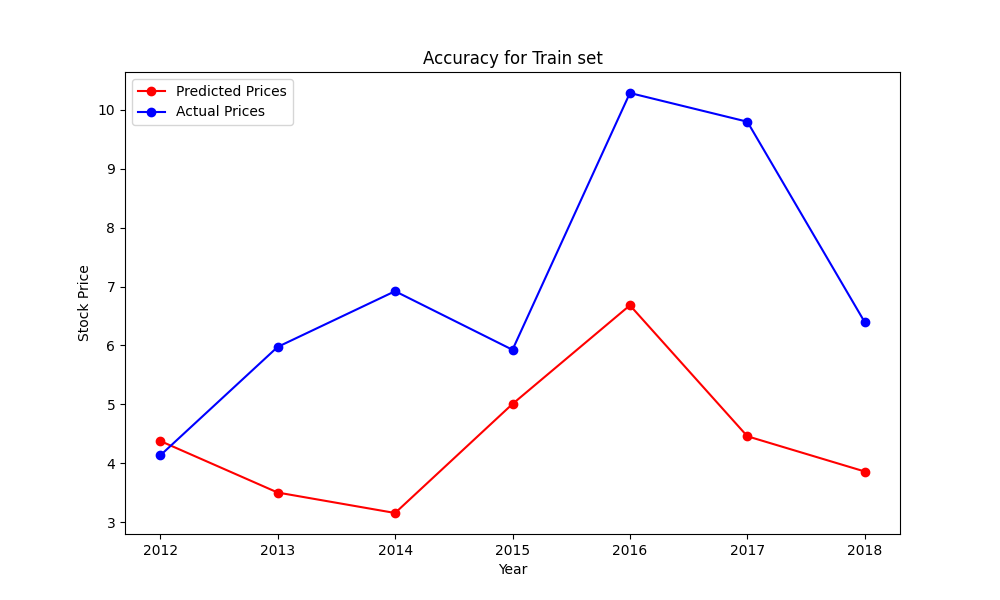 Accuracy for Train set
Predicted Prices
Actual Prices
Stock Price
10
9
8
7
6
5
4
3
2012 2013 2014 2015 2016 2017 2018
Year